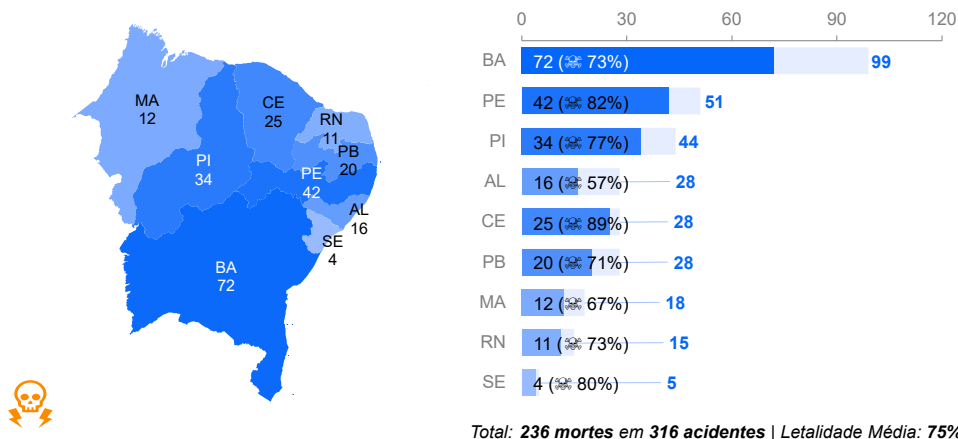 MA
12
CE
25
RN
11
PB
20
PI
34
PE
42
AL
16
SE
4
BA
72
0 30 60 90 120
BA 72 (☠ 73%) 99
PE 42 (☠ 82%) 51
PI 34 (☠ 77%) 44
AL 16 (☠ 57%) 28
CE 25 (☠ 89%) 28
PB 20 (☠ 71%) 28
MA 12 (☠ 67%) 18
RN 11 (☠ 73%) 15
SE 4 (☠ 80%) 5
Total: 236 mortes em 316 acidentes | Letalidade Média: 75%